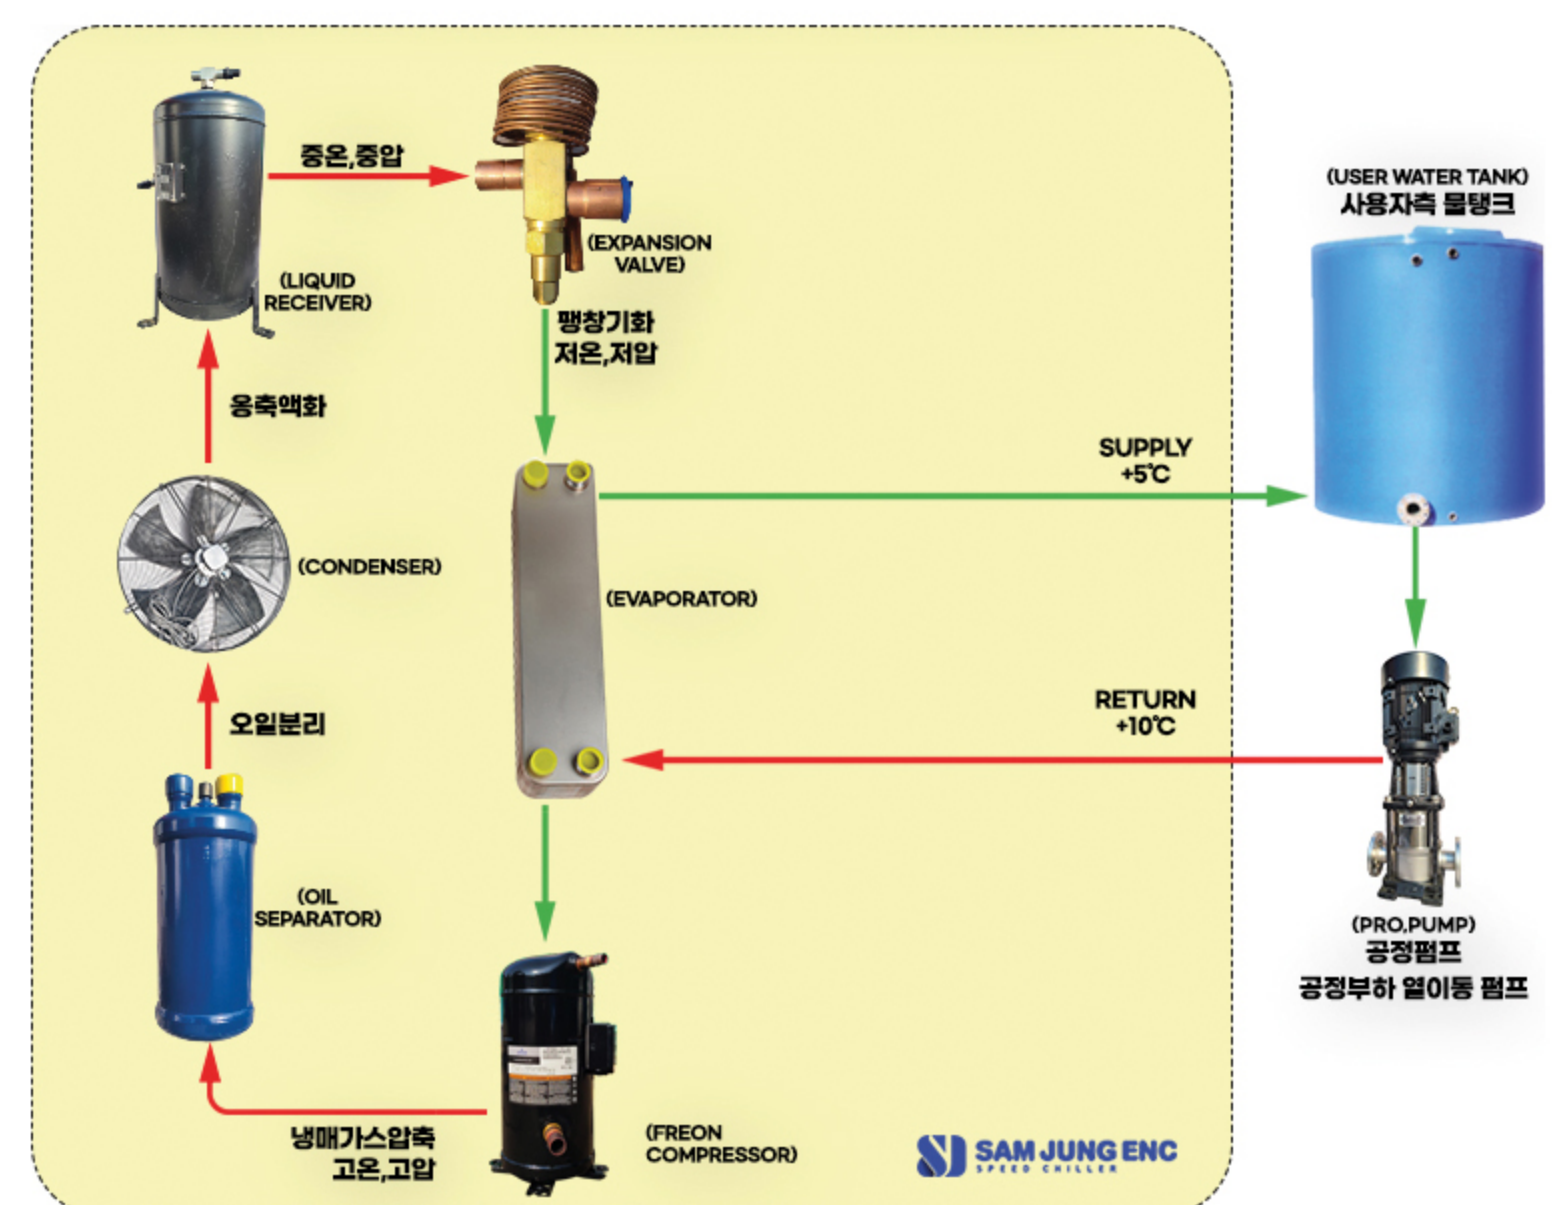 중온,중압
(USER WATER TANK)
사용자측 물탱크
(EXPANSION
VALVE)
(LIQUID
RECEIVER)
팽창기화
저온,저압
응축액화
SUPPLY
+5℃
(CONDENSER)
(EVAPORATOR)
RETURN
+10℃
오일분리
(OIL
SEPARATOR)
(PRO,PUMP)
공정펌프
공정부하 열이동 펌프
냉매가스압축
고온,고압
(FREON
COMPRESSOR)
SAM JUNG ENC
SPEED CHILLER